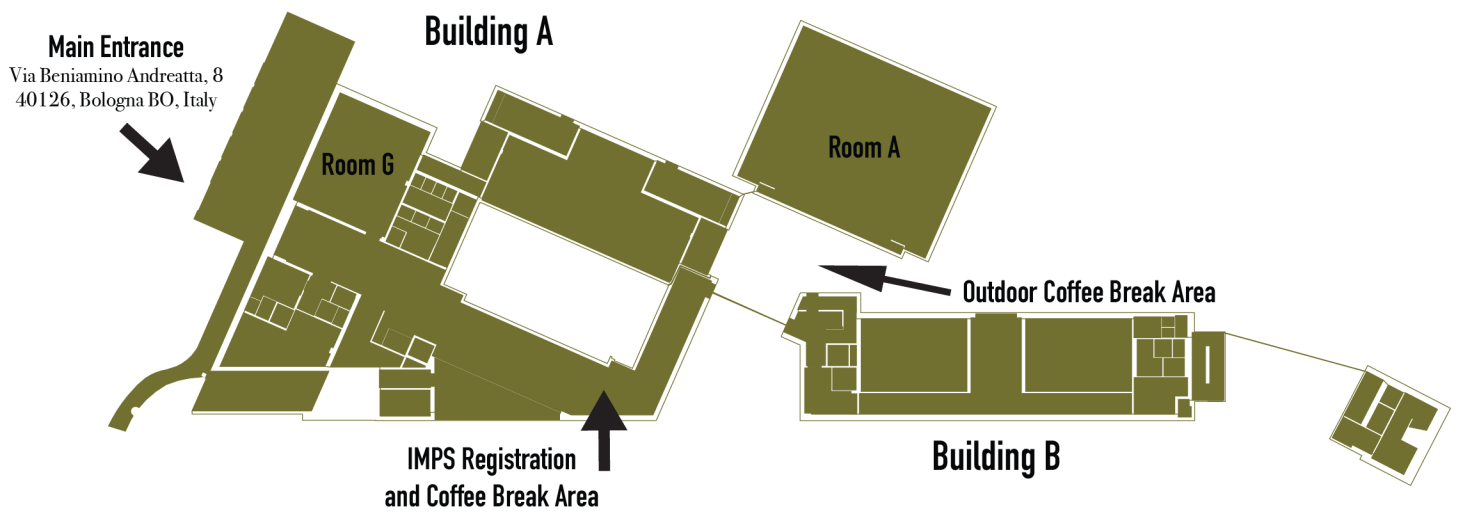 Building A
Main Entrance
Via Beniamino Andreatta, 8
40126, Bologna BO, Italy
Room G
Room A
Outdoor Coffee Break Area
IMPS Registration
and Coffee Break Area
Building B